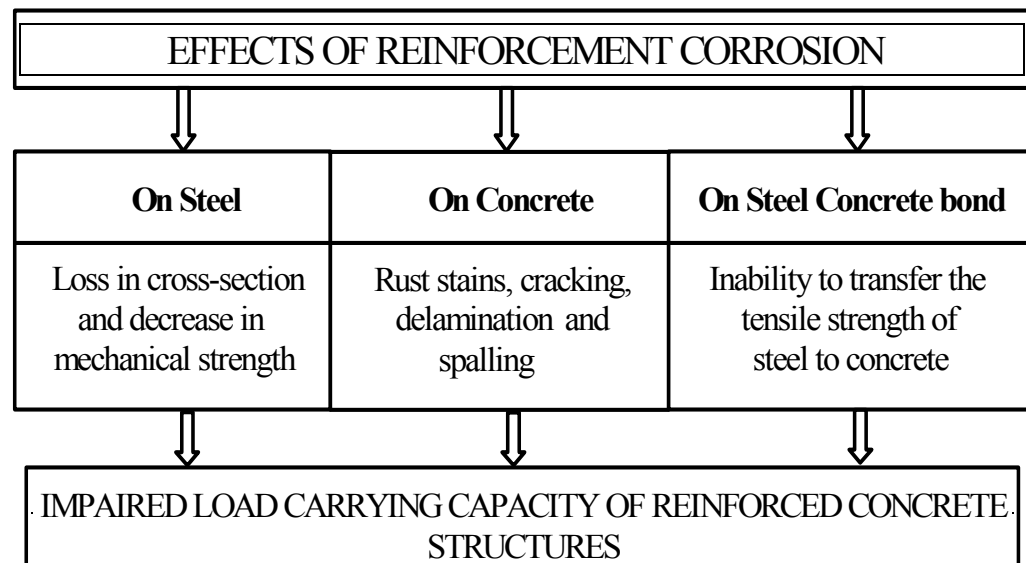 EFFECTS OF REINFORCEMENT CORROSION
On Steel
Loss in cross-section
and decrease in
mechanical strength
On Concrete
Rust stains, cracking,
delamination and
spalling
On Steel Concrete bond
Inability to transfer the
tensile strength of
steel to concrete
IMPAIRED LOAD CARRYING CAPACITY OF REINFORCED CONCRETE
STRUCTURES